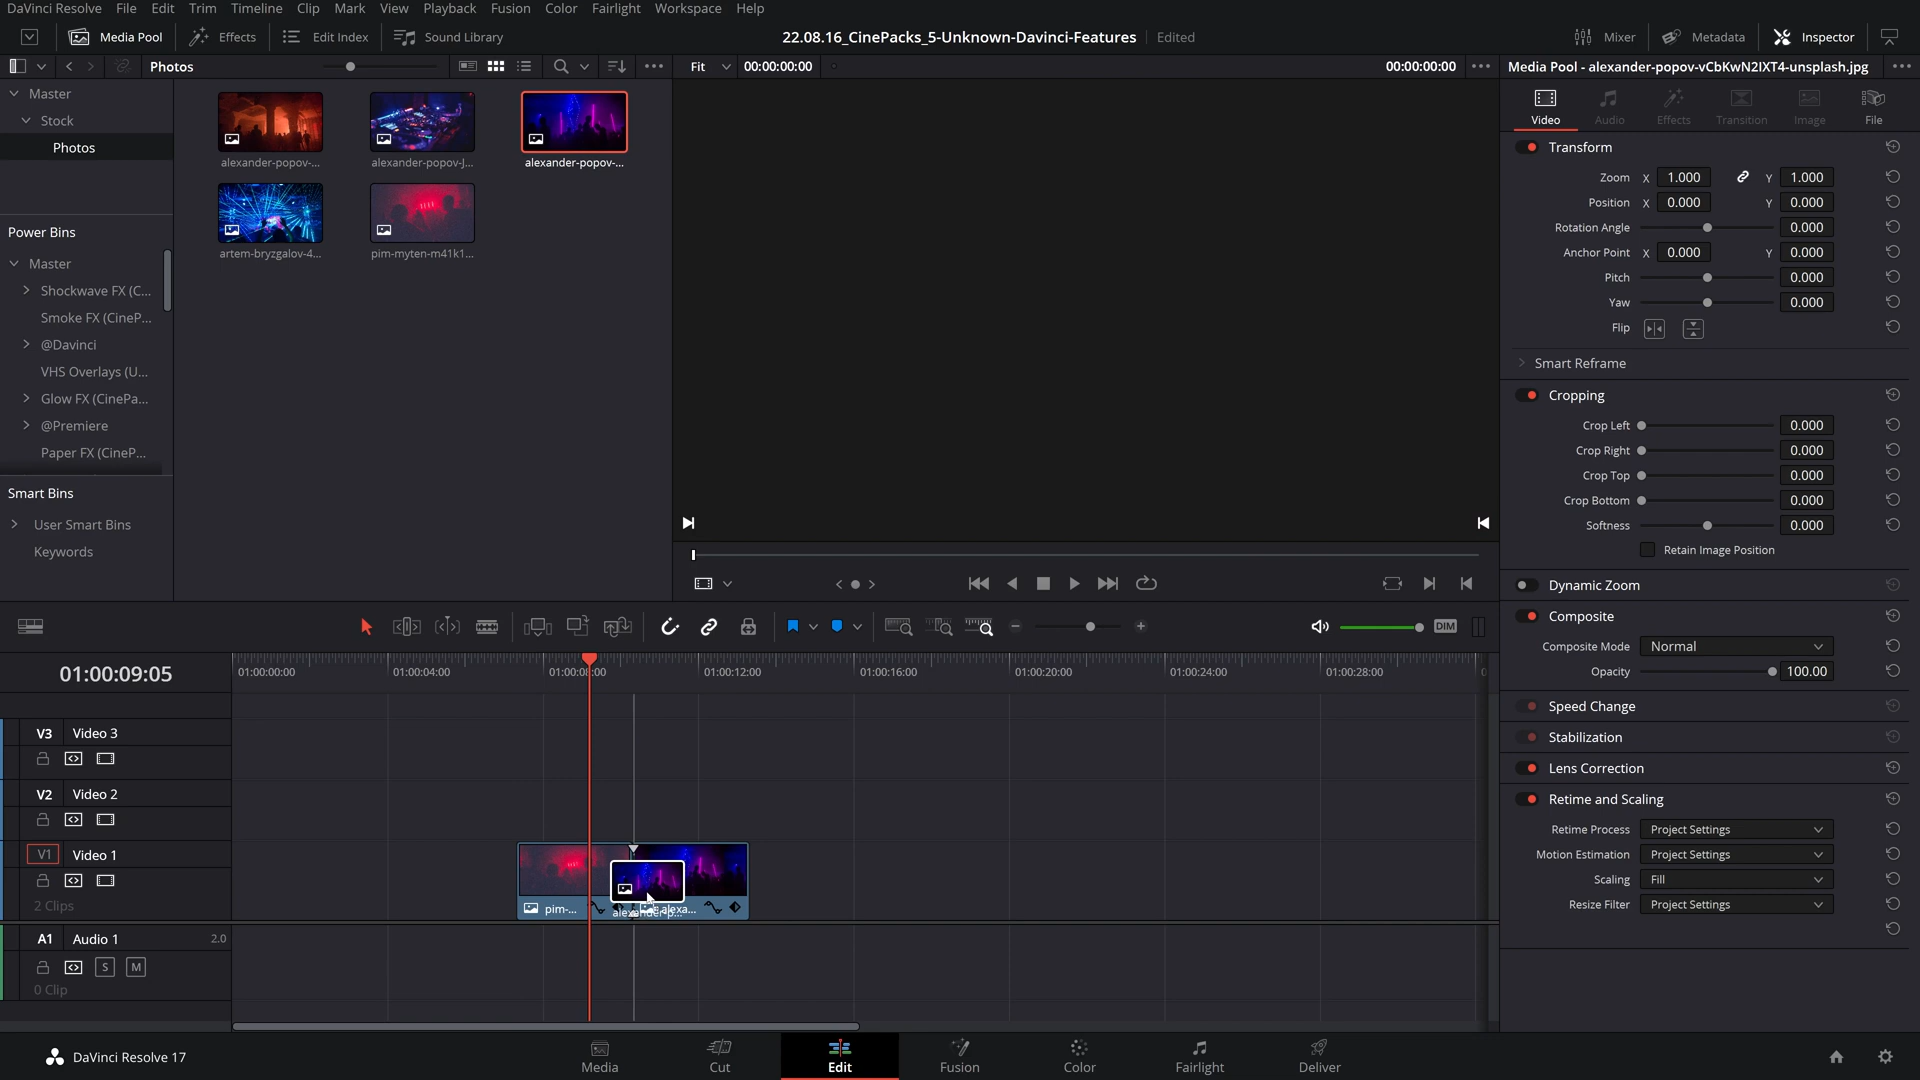 DaVinci Resolve File Edit Trim Timeline Clip Mark View Playback Fusion Color Fairlight Workspace Help
Media Pool Effects Edit Index Sound Library 22.08.16_CinePacks_5-Unknown-Davinci-Features Edited Mixer Metadata Inspector
Photos Fit 00:00:00:00 00:00:00:00 Media Pool - alexander-popov-vCbKwN2IXT4-unsplash.jpg
Master
Stock
Photos
alexander-popov-... alexander-popov-J... alexander-popov-...
artem-bryzgalov-4... pim-myten-m41k1...
Power Bins
Master
Shockwave FX (C...
Smoke FX (CineP...
@Davinci
VHS Overlays (U...
Glow FX (CinePa...
@Premiere
Paper FX (CineP...
Smart Bins
User Smart Bins
Keywords
Video Audio Effects Transition Image File
Transform
Zoom X 1.000 Y 1.000
Position X 0.000 Y 0.000
Rotation Angle 0.000
Anchor Point X 0.000 Y 0.000
Pitch 0.000
Yaw 0.000
Flip
Smart Reframe
Cropping
Crop Left 0.000
Crop Right 0.000
Crop Top 0.000
Crop Bottom 0.000
Softness 0.000
Retain Image Position
Dynamic Zoom
Composite
Composite Mode Normal
Opacity 100.00
Speed Change
Stabilization
Lens Correction
Retime and Scaling
Retime Process Project Settings
Motion Estimation Project Settings
Scaling Fill
Resize Filter Project Settings
DIM
01:00:09:05 01:00:00:00 01:00:04:00 01:00:08:00 01:00:12:00 01:00:16:00 01:00:20:00 01:00:24:00 01:00:28:00
V3 Video 3
V2 Video 2
V1 Video 1
2 Clips
pim-... alexa...
A1 Audio 1 2.0
S M
0 Clip
DaVinci Resolve 17 Media Cut Edit Fusion Color Fairlight Deliver